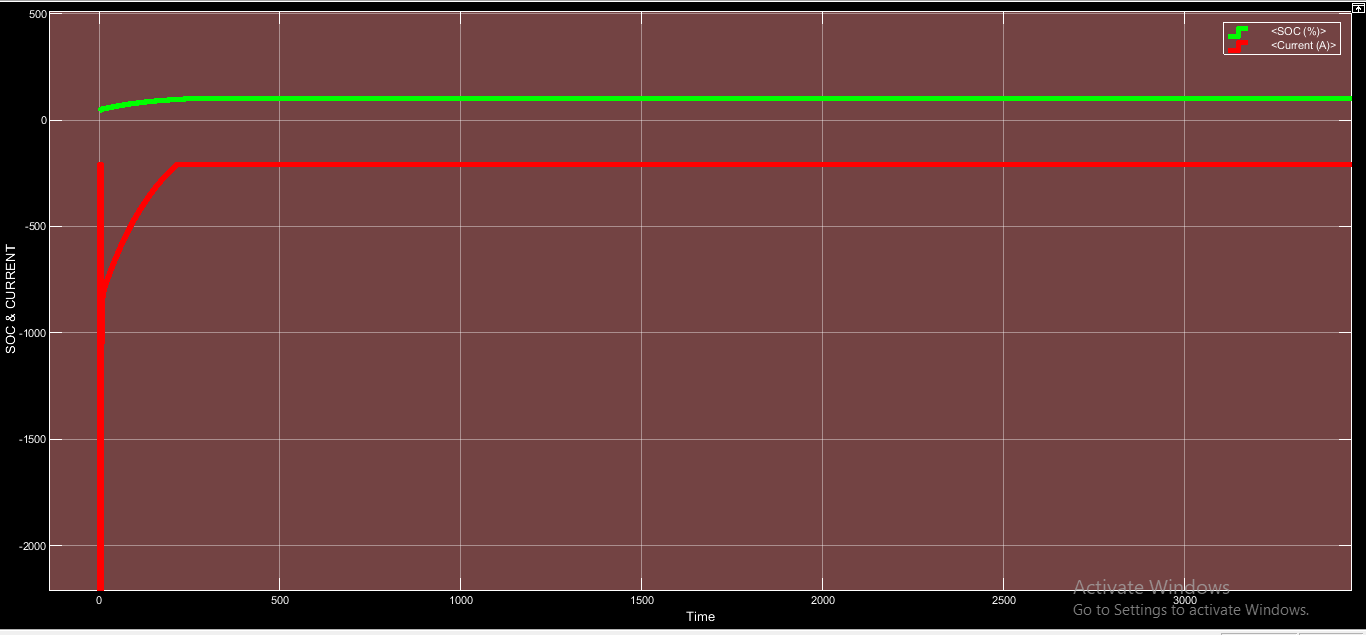 500
<SOC (%)>
<Current (A)>
0
-500
SOC & CURRENT
-1000
-1500
-2000
Activate Windows
0 500 1000 1500 2000 2500 3000
Go to Settings to activate Windows.
Time